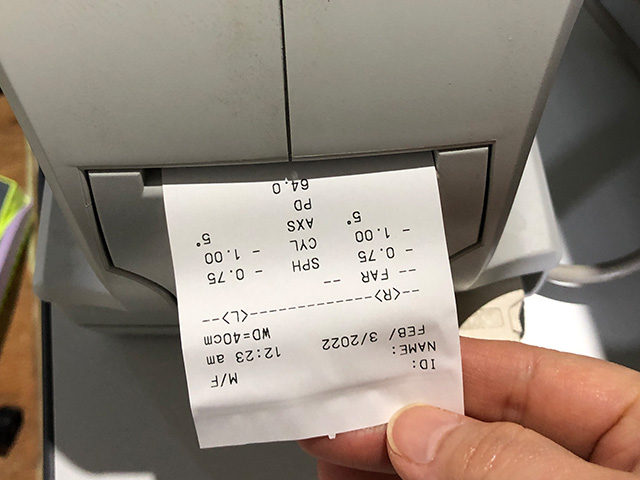 ID:
NAME: M/F
FEB/ 3/2022 12:23 am
WD=40cm
--<R>----------------<L>--
-- FAR --
- 0.75 SPH - 0.75
- 1.00 CYL - 1.00
5° AXS 5°
PD
64.0